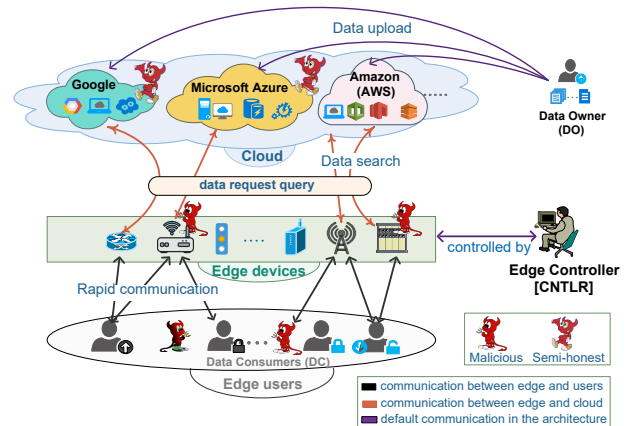 Data upload
Google
Microsoft Azure
Amazon
(AWS)
Data Owner
(DO)
Cloud
Data search
data request query
controlled by
Edge devices
Edge Controller
[CNTLR]
Rapid communication
Data Consumers (DC)
Edge users
Malicious
Semi-honest
communication between edge and users
communication between edge and cloud
default communication in the architecture